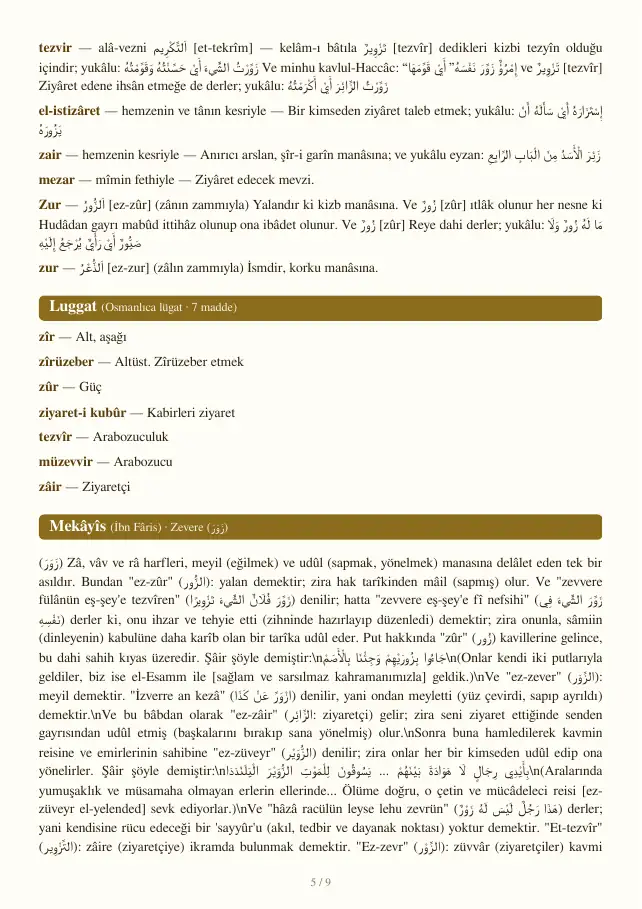 tezvir — alâ-vezni اَلتَّكْرِيم [et-tekrîm] — kelâm-ı bâtıla تَزْوِيرٌ [tezvîr] dedikleri kizbi tezyîn olduğu
içindir; yukâlu: زَوَّرْتُ الشَّيءَ أَيْ حَسَّنْتُهُ وَقَوَّمْتُهُ Ve minhu kavlul-Haccâc: “إِمْرُؤٌ زَوَّرَ نَفْسَهُ” أَيْ قَوَّمَهَا ve تَزْوِيرٌ [tezvîr]
Ziyâret edene ihsân etmeğe de derler; yukâlu: زَوَّرْتُ الزَّائِرَ أَيْ أَكْرَمْتُهُ
el-istizâret — hemzenin ve tânın kesriyle — Bir kimseden ziyâret taleb etmek; yukâlu: إِسْتَزَارَهُ أَيْ سَأَلَهُ أَنْ
يَزُورَهُ
zair — hemzenin kesriyle — Anırıcı arslan, şîr-i garîn manâsına; ve yukâlu eyzan: زَئِرَ الْأَسَدُ مِنَ الْبَابِ الرَّابِعِ
mezar — mîmin fethiyle — Ziyâret edecek mevzi.
Zur — اَلزُّورُ [ez-zûr] (zânın zammıyla) Yalandır ki kizb manâsına. Ve زُورٌ [zûr] ıtlâk olunur her nesne ki
Hudâdan gayrı mabûd ittihâz olunup ona ibâdet olunur. Ve زُورٌ [zûr] Reye dahi derler; yukâlu: مَا لَهُ زُورٌ وَلَا
صَيُّورٌ أَيْ رَأْيٌ يُرْجَعُ إِلَيْهِ
zur — اَلذُّعْرُ [ez-zur] (zâlın zammıyla) İsmdir, korku manâsına.
Luggat (Osmanlıca lügat · 7 madde)
zîr — Alt, aşağı
zîrüzeber — Altüst. Zîrüzeber etmek
zûr — Güç
ziyaret-i kubûr — Kabirleri ziyaret
tezvîr — Arabozuculuk
müzevvir — Arabozucu
zâir — Ziyaretçi
Mekâyîs (İbn Fâris) · Zevere (زَوَرَ)
(زَوَرَ) Zâ, vâv ve râ harfleri, meyil (eğilmek) ve udûl (sapmak, yönelmek) manasına delâlet eden tek bir
asıldır. Bundan "ez-zûr" (الزُّور): yalan demektir; zira hak tarîkinden mâil (sapmış) olur. Ve "zevvere
fülânün eş-şey'e tezvîren" (زَوَّرَ فُلَانٌ الشَّيءَ تَزْوِيرًا) denilir; hatta "zevvere eş-şey'e fî nefsihi" (زَوَّرَ الشَّيءَ فِي
نَفْسِهِ) derler ki, onu ihzar ve tehyie etti (zihninde hazırlayıp düzenledi) demektir; zira onunla, sâmiin
(dinleyenin) kabulüne daha karîb olan bir tarîka udûl eder. Put hakkında "zûr" (زُور) kavillerine gelince,
bu dahi sahih kıyas üzeredir. Şâir şöyle demiştir:\nجَاءُوا بِزُورَيْهِمْ وَجِئْنَا بِالْأَصَمّ\n(Onlar kendi iki putlarıyla
geldiler, biz ise el-Esamm ile [sağlam ve sarsılmaz kahramanımızla] geldik.)\nVe "ez-zever" (الزَّوَر):
meyil demektir. "İzverre an kezâ" (ازْوَرَّ عَنْ كَذَا) denilir, yani ondan meyletti (yüz çevirdi, sapıp ayrıldı)
demektir.\nVe bu bâbdan olarak "ez-zâir" (الزَّائِر: ziyaretçi) gelir; zira seni ziyaret ettiğinde senden
gayrısından udûl etmiş (başkalarını bırakıp sana yönelmiş) olur.\nSonra buna hamledilerek kavmin
reisine ve emirlerinin sahibine "ez-züveyr" (الزُّوَيْر) denilir; zira onlar her bir kimseden udûl edip ona
yönelirler. Şâir şöyle demiştir:\nبِأَيْدِي رِجَالٍ لَا هَوَادَةَ بَيْنَهُمْ ... يَسُوقُونَ لِلْمَوْتِ الزُّوَيْرَ الْيَلَنْدَدَا\n(Aralarında
yumuşaklık ve müsamaha olmayan erlerin ellerinde... Ölüme doğru, o çetin ve mücâdeleci reisi [ez-
züveyr el-yelended] sevk ediyorlar.)\nVe "hâzâ racülün leyse lehu zevrün" (هَذَا رَجُلٌ لَيْسَ لَهُ زَوْرٌ) derler;
yani kendisine rücu edeceği bir 'sayyûr'u (akıl, tedbir ve dayanak noktası) yoktur demektir. "Et-tezvîr"
(التَّزْوِير): zâire (ziyaretçiye) ikramda bulunmak demektir. "Ez-zevr" (الزَّوْر): züvvâr (ziyaretçiler) kavmi
5 / 9